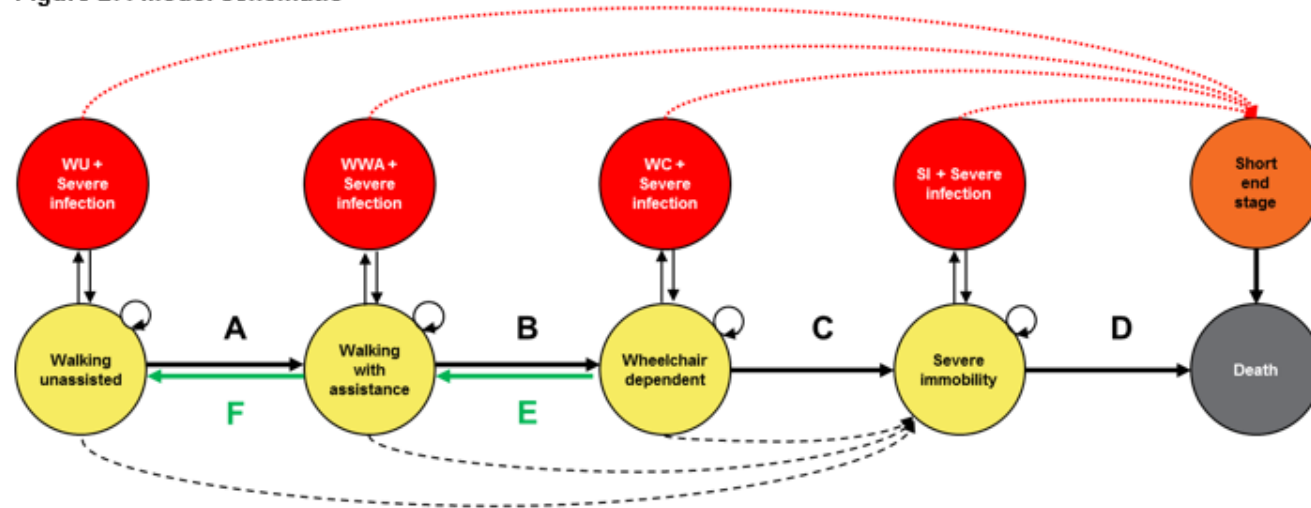 WU +
Severe
infection
WWA +
Severe
infection
WC +
Severe
infection
SI + Severe
infection
Short
end
stage
A
B
C
D
Walking
unassisted
Walking
with
assistance
Wheelchair
dependent
Severe
immobility
Death
F
E